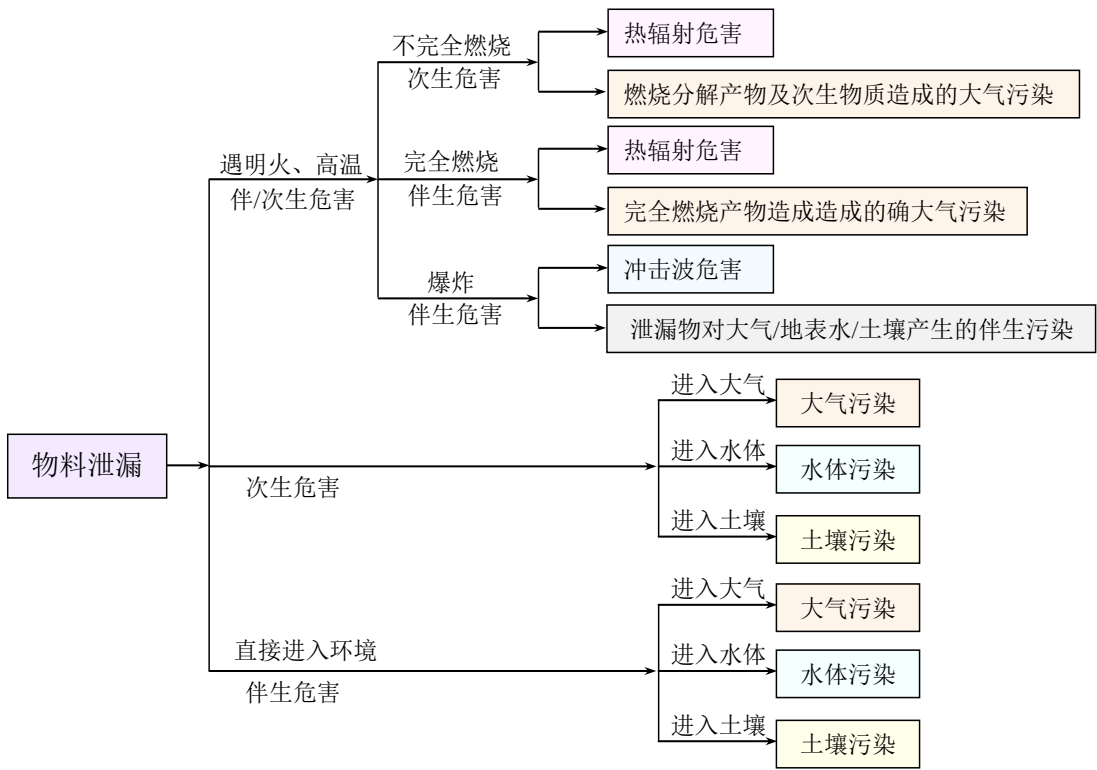 不完全燃烧
次生危害
热辐射危害
燃烧分解产物及次生物质造成的大气污染
遇明火、高温
伴/次生危害
完全燃烧
伴生危害
热辐射危害
完全燃烧产物造成造成的确大气污染
爆炸
伴生危害
冲击波危害
泄漏物对大气/地表水/土壤产生的伴生污染
物料泄漏
次生危害
进入大气
大气污染
进入水体
水体污染
进入土壤
土壤污染
直接进入环境
伴生危害
进入大气
大气污染
进入水体
水体污染
进入土壤
土壤污染